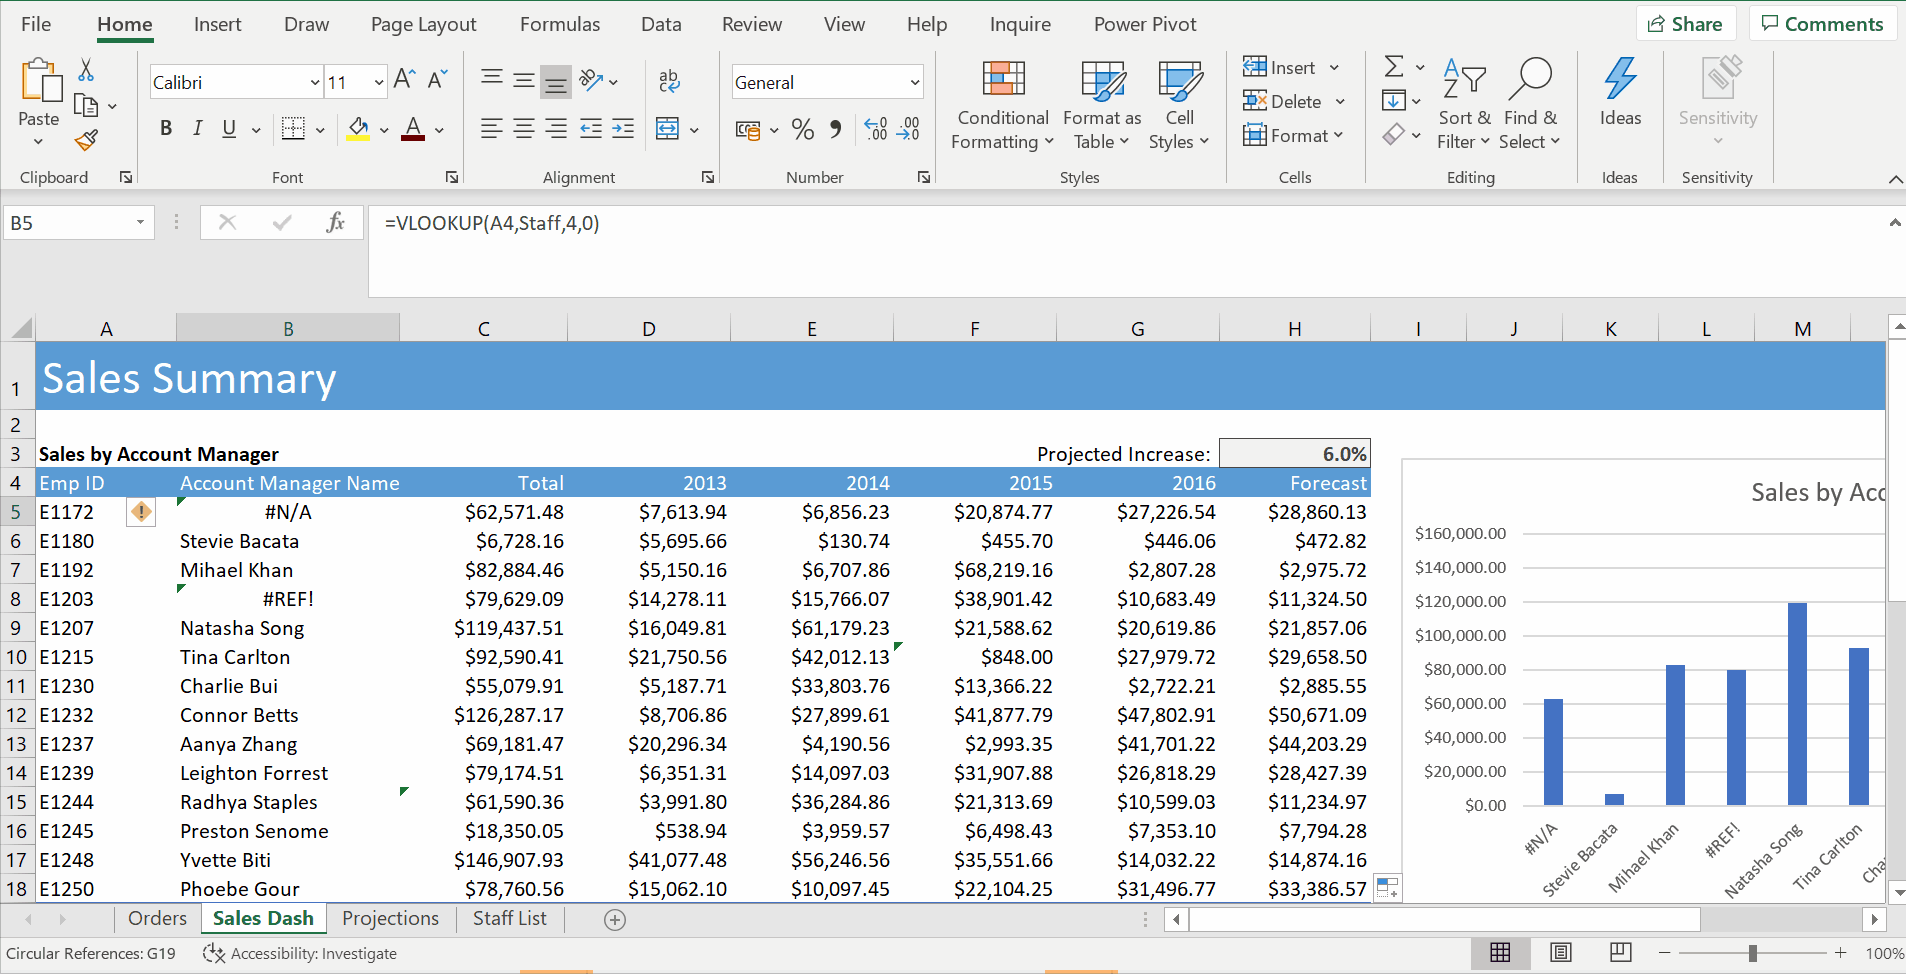 File Home Insert Draw Page Layout Formulas Data Review View Help Inquire Power Pivot Share Comments
Calibri 11 General Insert
Delete
Format
Paste
B I U
Conditional Formatting Format as Table Cell Styles Sort & Filter Find & Select Ideas Sensitivity
Clipboard Font Alignment Number Styles Cells Editing Ideas Sensitivity
B5 fx =VLOOKUP(A4,Staff,4,0)
A B C D E F G H I J K L M
1 Sales Summary
2
3 Sales by Account Manager Projected Increase: 6.0%
4 Emp ID Account Manager Name Total 2013 2014 2015 2016 Forecast
5 E1172 #N/A $62,571.48 $7,613.94 $6,856.23 $20,874.77 $27,226.54 $28,860.13
6 E1180 Stevie Bacata $6,728.16 $5,695.66 $130.74 $455.70 $446.06 $472.82
7 E1192 Mihael Khan $82,884.46 $5,150.16 $6,707.86 $68,219.16 $2,807.28 $2,975.72
8 E1203 #REF! $79,629.09 $14,278.11 $15,766.07 $38,901.42 $10,683.49 $11,324.50
9 E1207 Natasha Song $119,437.51 $16,049.81 $61,179.23 $21,588.62 $20,619.86 $21,857.06
10 E1215 Tina Carlton $92,590.41 $21,750.56 $42,012.13 $848.00 $27,979.72 $29,658.50
11 E1230 Charlie Bui $55,079.91 $5,187.71 $33,803.76 $13,366.22 $2,722.21 $2,885.55
12 E1232 Connor Betts $126,287.17 $8,706.86 $27,899.61 $41,877.79 $47,802.91 $50,671.09
13 E1237 Aanya Zhang $69,181.47 $20,296.34 $4,190.56 $2,993.35 $41,701.22 $44,203.29
14 E1239 Leighton Forrest $79,174.51 $6,351.31 $14,097.03 $31,907.88 $26,818.29 $28,427.39
15 E1244 Radhya Staples $61,590.36 $3,991.80 $36,284.86 $21,313.69 $10,599.03 $11,234.97
16 E1245 Preston Senome $18,350.05 $538.94 $3,959.57 $6,498.43 $7,353.10 $7,794.28
17 E1248 Yvette Biti $146,907.93 $41,077.48 $56,246.56 $35,551.66 $14,032.22 $14,874.16
18 E1250 Phoebe Gour $78,760.56 $15,062.10 $10,097.45 $22,104.25 $31,496.77 $33,386.57
Sales by Acc
$160,000.00
$140,000.00
$120,000.00
$100,000.00
$80,000.00
$60,000.00
$40,000.00
$20,000.00
$0.00
#N/A Stevie Bacata Mihael Khan #REF! Natasha Song Tina Carlton Cha
Orders Sales Dash Projections Staff List
Circular References: G19 Accessibility: Investigate 100%